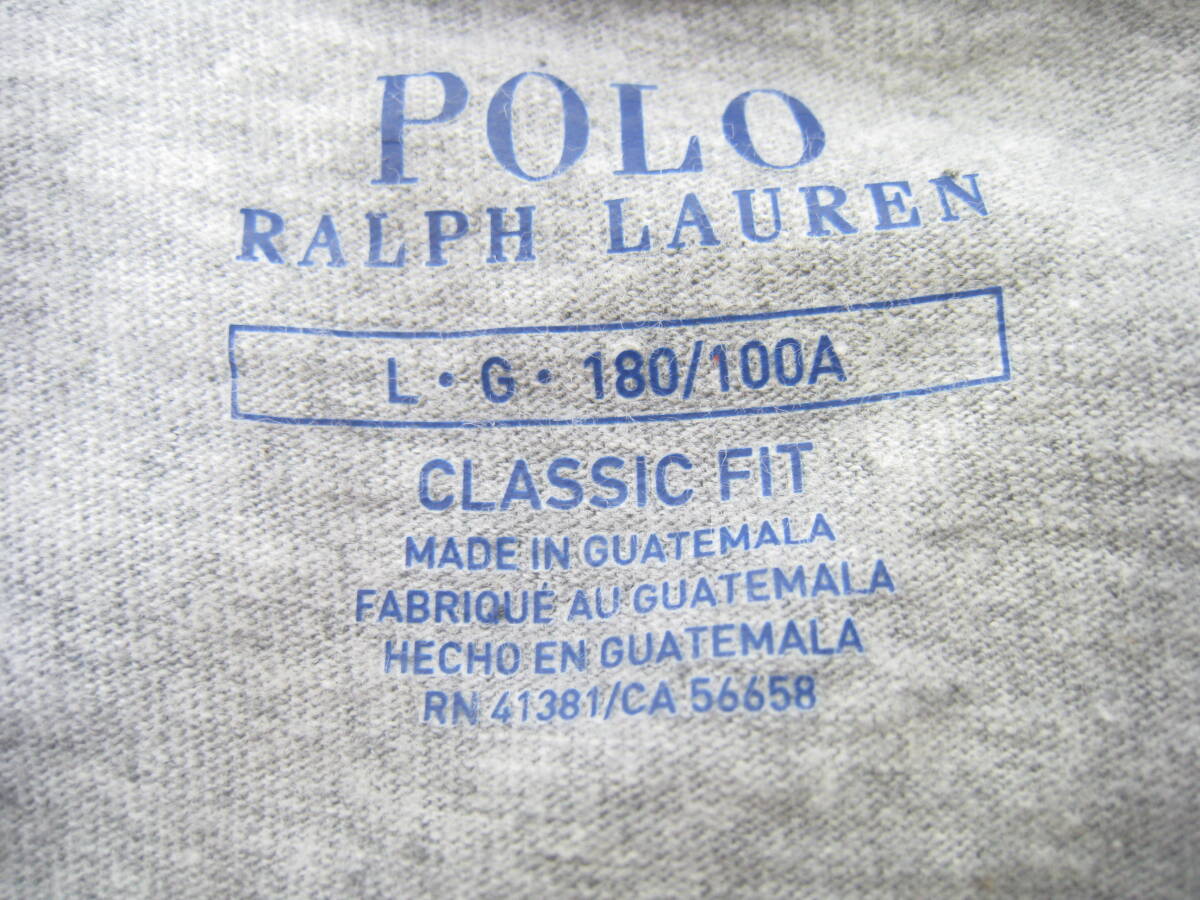 POLO
RALPH LAUREN
L • G • 180/100A
CLASSIC FIT
MADE IN GUATEMALA
FABRIQUÉ AU GUATEMALA
HECHO EN GUATEMALA
RN 41381/CA 56658